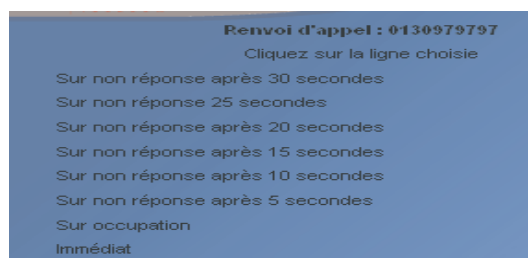 Renvoi d'appel : 0130979797
Cliquez sur la ligne choisie
Sur non réponse après 30 secondes
Sur non réponse 25 secondes
Sur non réponse après 20 secondes
Sur non réponse après 15 secondes
Sur non réponse après 10 secondes
Sur non réponse après 5 secondes
Sur occupation
Immédiat